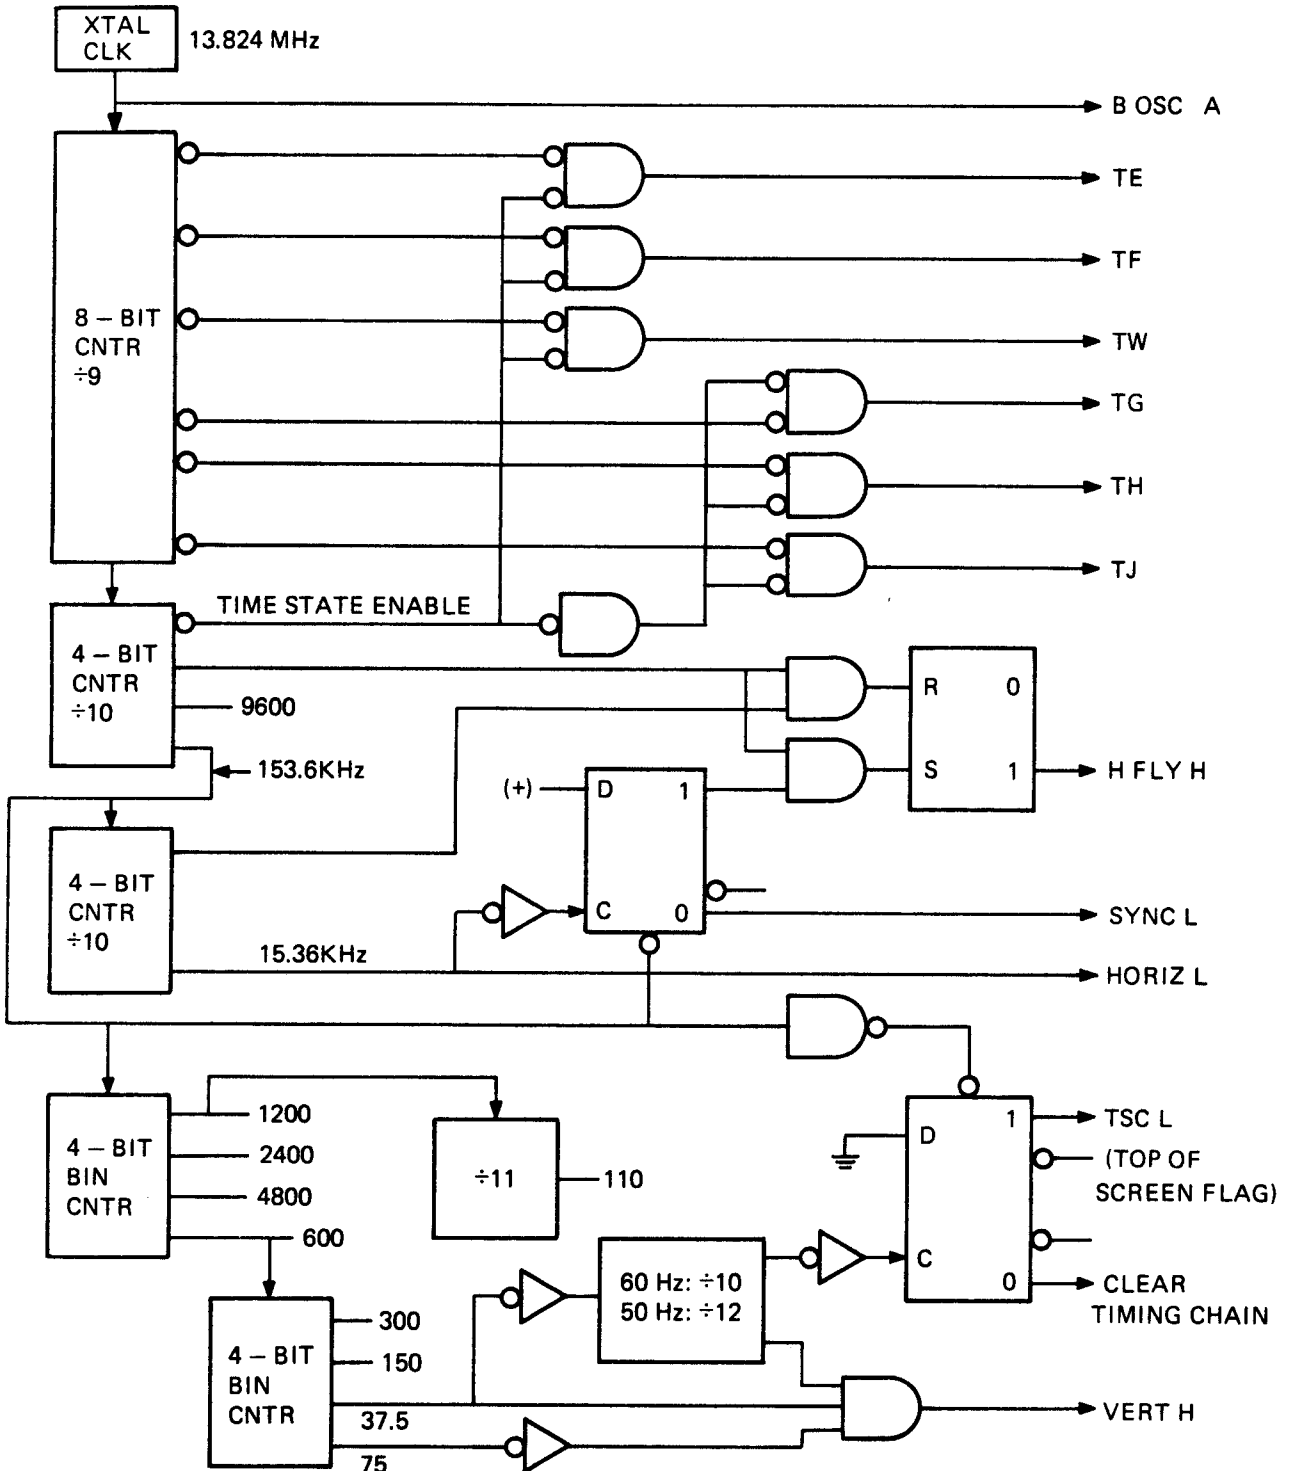 XTAL
CLK
13.824 MHz
B OSC A
TE
TF
TW
8 – BIT
CNTR
÷9
TG
TH
TJ
TIME STATE ENABLE
4 – BIT
CNTR
÷10
9600
153.6KHz
R 0
S 1
H FLY H
(+)
D 1
C 0
SYNC L
4 – BIT
CNTR
÷10
15.36KHz
HORIZ L
4 – BIT
BIN
CNTR
1200
2400
4800
600
÷11
110
D 1
C
0
TSC L
(TOP OF
SCREEN FLAG)
CLEAR
TIMING CHAIN
60 Hz: ÷10
50 Hz: ÷12
4 – BIT
BIN
CNTR
300
150
37.5
75
VERT H